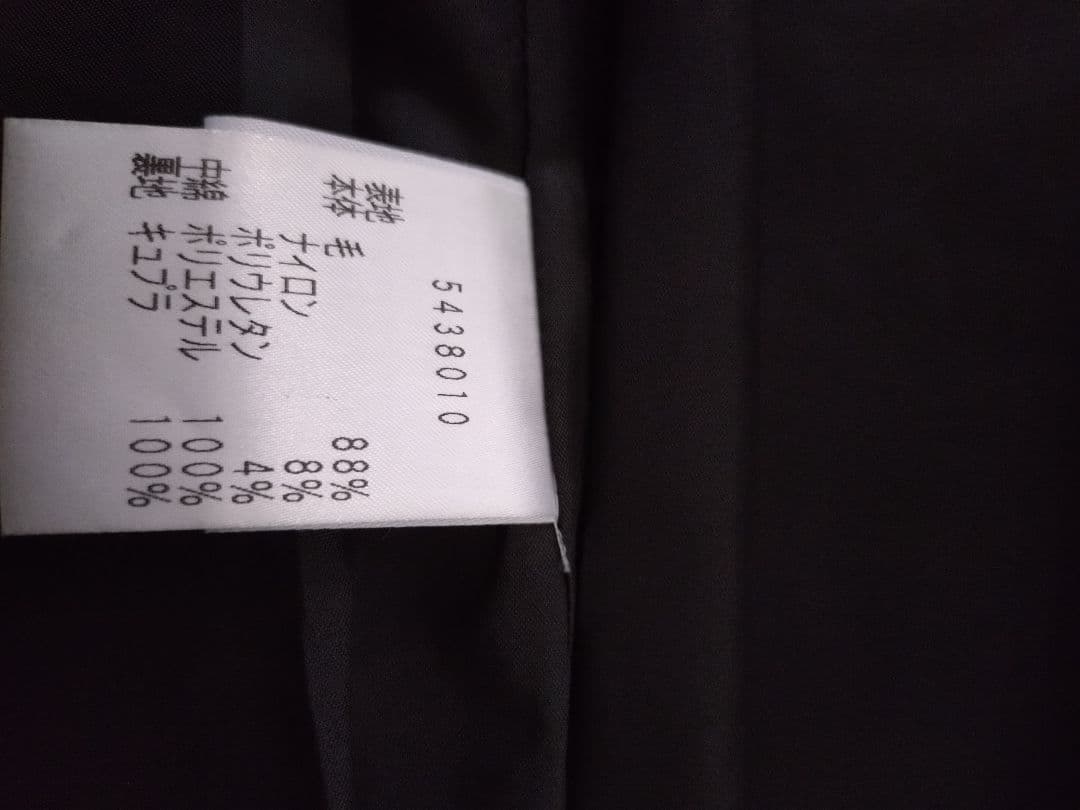 5438010
表地
本体 毛 88%
ナイロン 8%
ポリウレタン 4%
中綿 ポリエステル 100%
裏地 キュプラ 100%